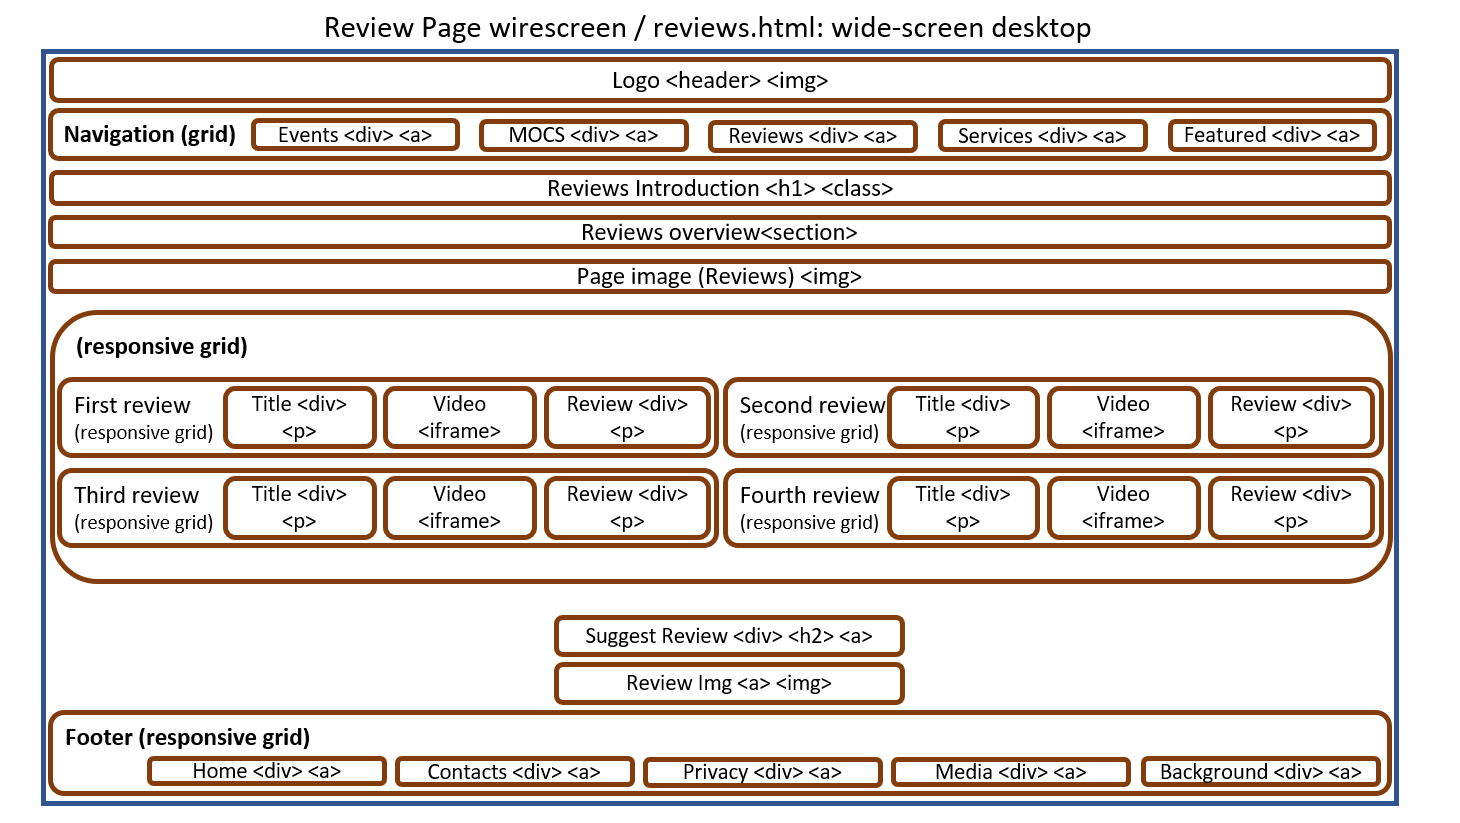 Review Page wirescreen / reviews.html: wide-screen desktop
Logo <header> <img>
Navigation (grid)
Events <div> <a>
MOCS <div> <a>
Reviews <div> <a>
Services <div> <a>
Featured <div> <a>
Reviews Introduction <h1> <class>
Reviews overview<section>
Page image (Reviews) <img>
(responsive grid)
First review
(responsive grid)
Title <div>
<p>
Video
<iframe>
Review <div>
<p>
Second review
(responsive grid)
Title <div>
<p>
Video
<iframe>
Review <div>
<p>
Third review
(responsive grid)
Title <div>
<p>
Video
<iframe>
Review <div>
<p>
Fourth review
(responsive grid)
Title <div>
<p>
Video
<iframe>
Review <div>
<p>
Suggest Review <div> <h2> <a>
Review Img <a> <img>
Footer (responsive grid)
Home <div> <a>
Contacts <div> <a>
Privacy <div> <a>
Media <div> <a>
Background <div> <a>